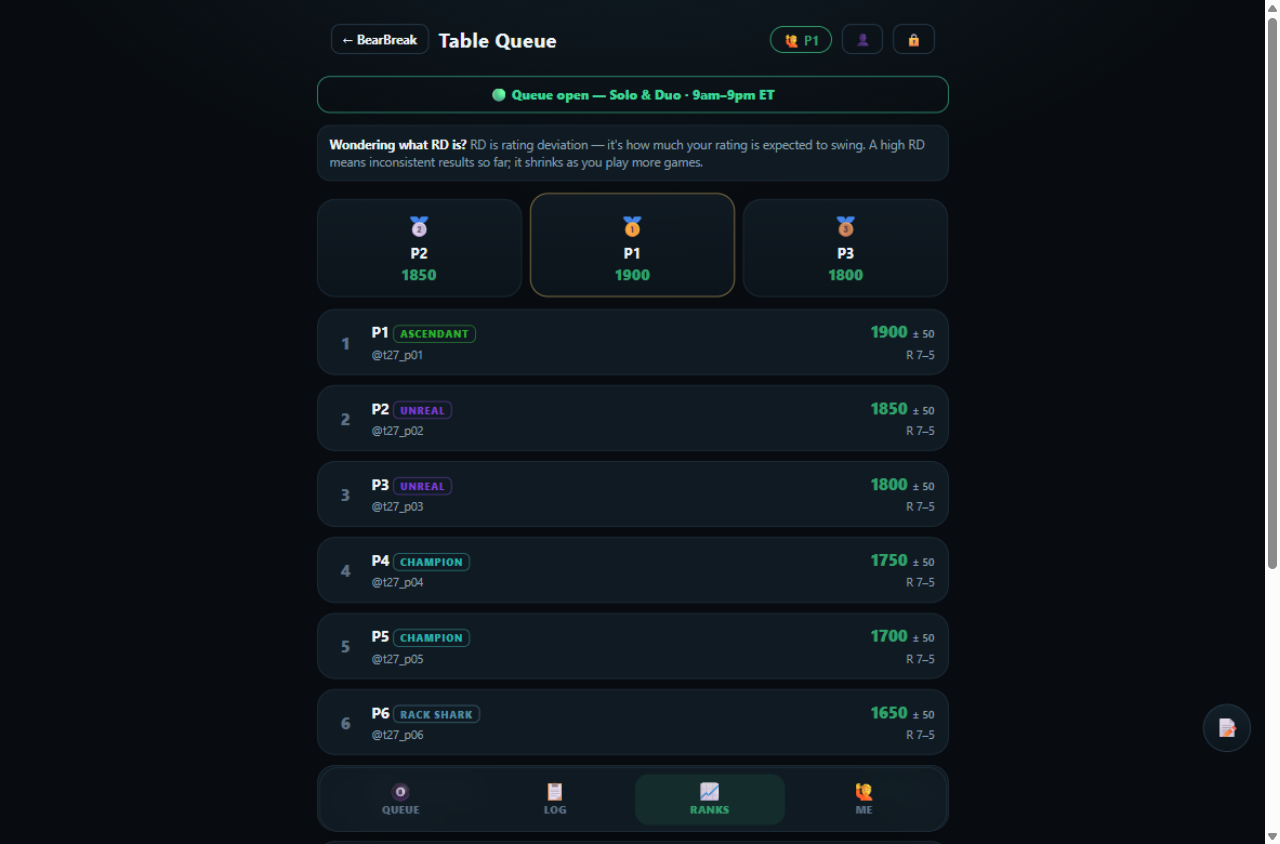 ← BearBreak Table Queue P1
Queue open — Solo & Duo · 9am–9pm ET
Wondering what RD is? RD is rating deviation — it's how much your rating is expected to swing. A high RD
means inconsistent results so far; it shrinks as you play more games.
2 1 3
P2 P1 P3
1850 1900 1800
1 P1 ASCENDANT 1900 ± 50
@t27_p01 R 7–5
2 P2 UNREAL 1850 ± 50
@t27_p02 R 7–5
3 P3 UNREAL 1800 ± 50
@t27_p03 R 7–5
4 P4 CHAMPION 1750 ± 50
@t27_p04 R 7–5
5 P5 CHAMPION 1700 ± 50
@t27_p05 R 7–5
6 P6 RACK SHARK 1650 ± 50
@t27_p06 R 7–5
QUEUE LOG RANKS ME